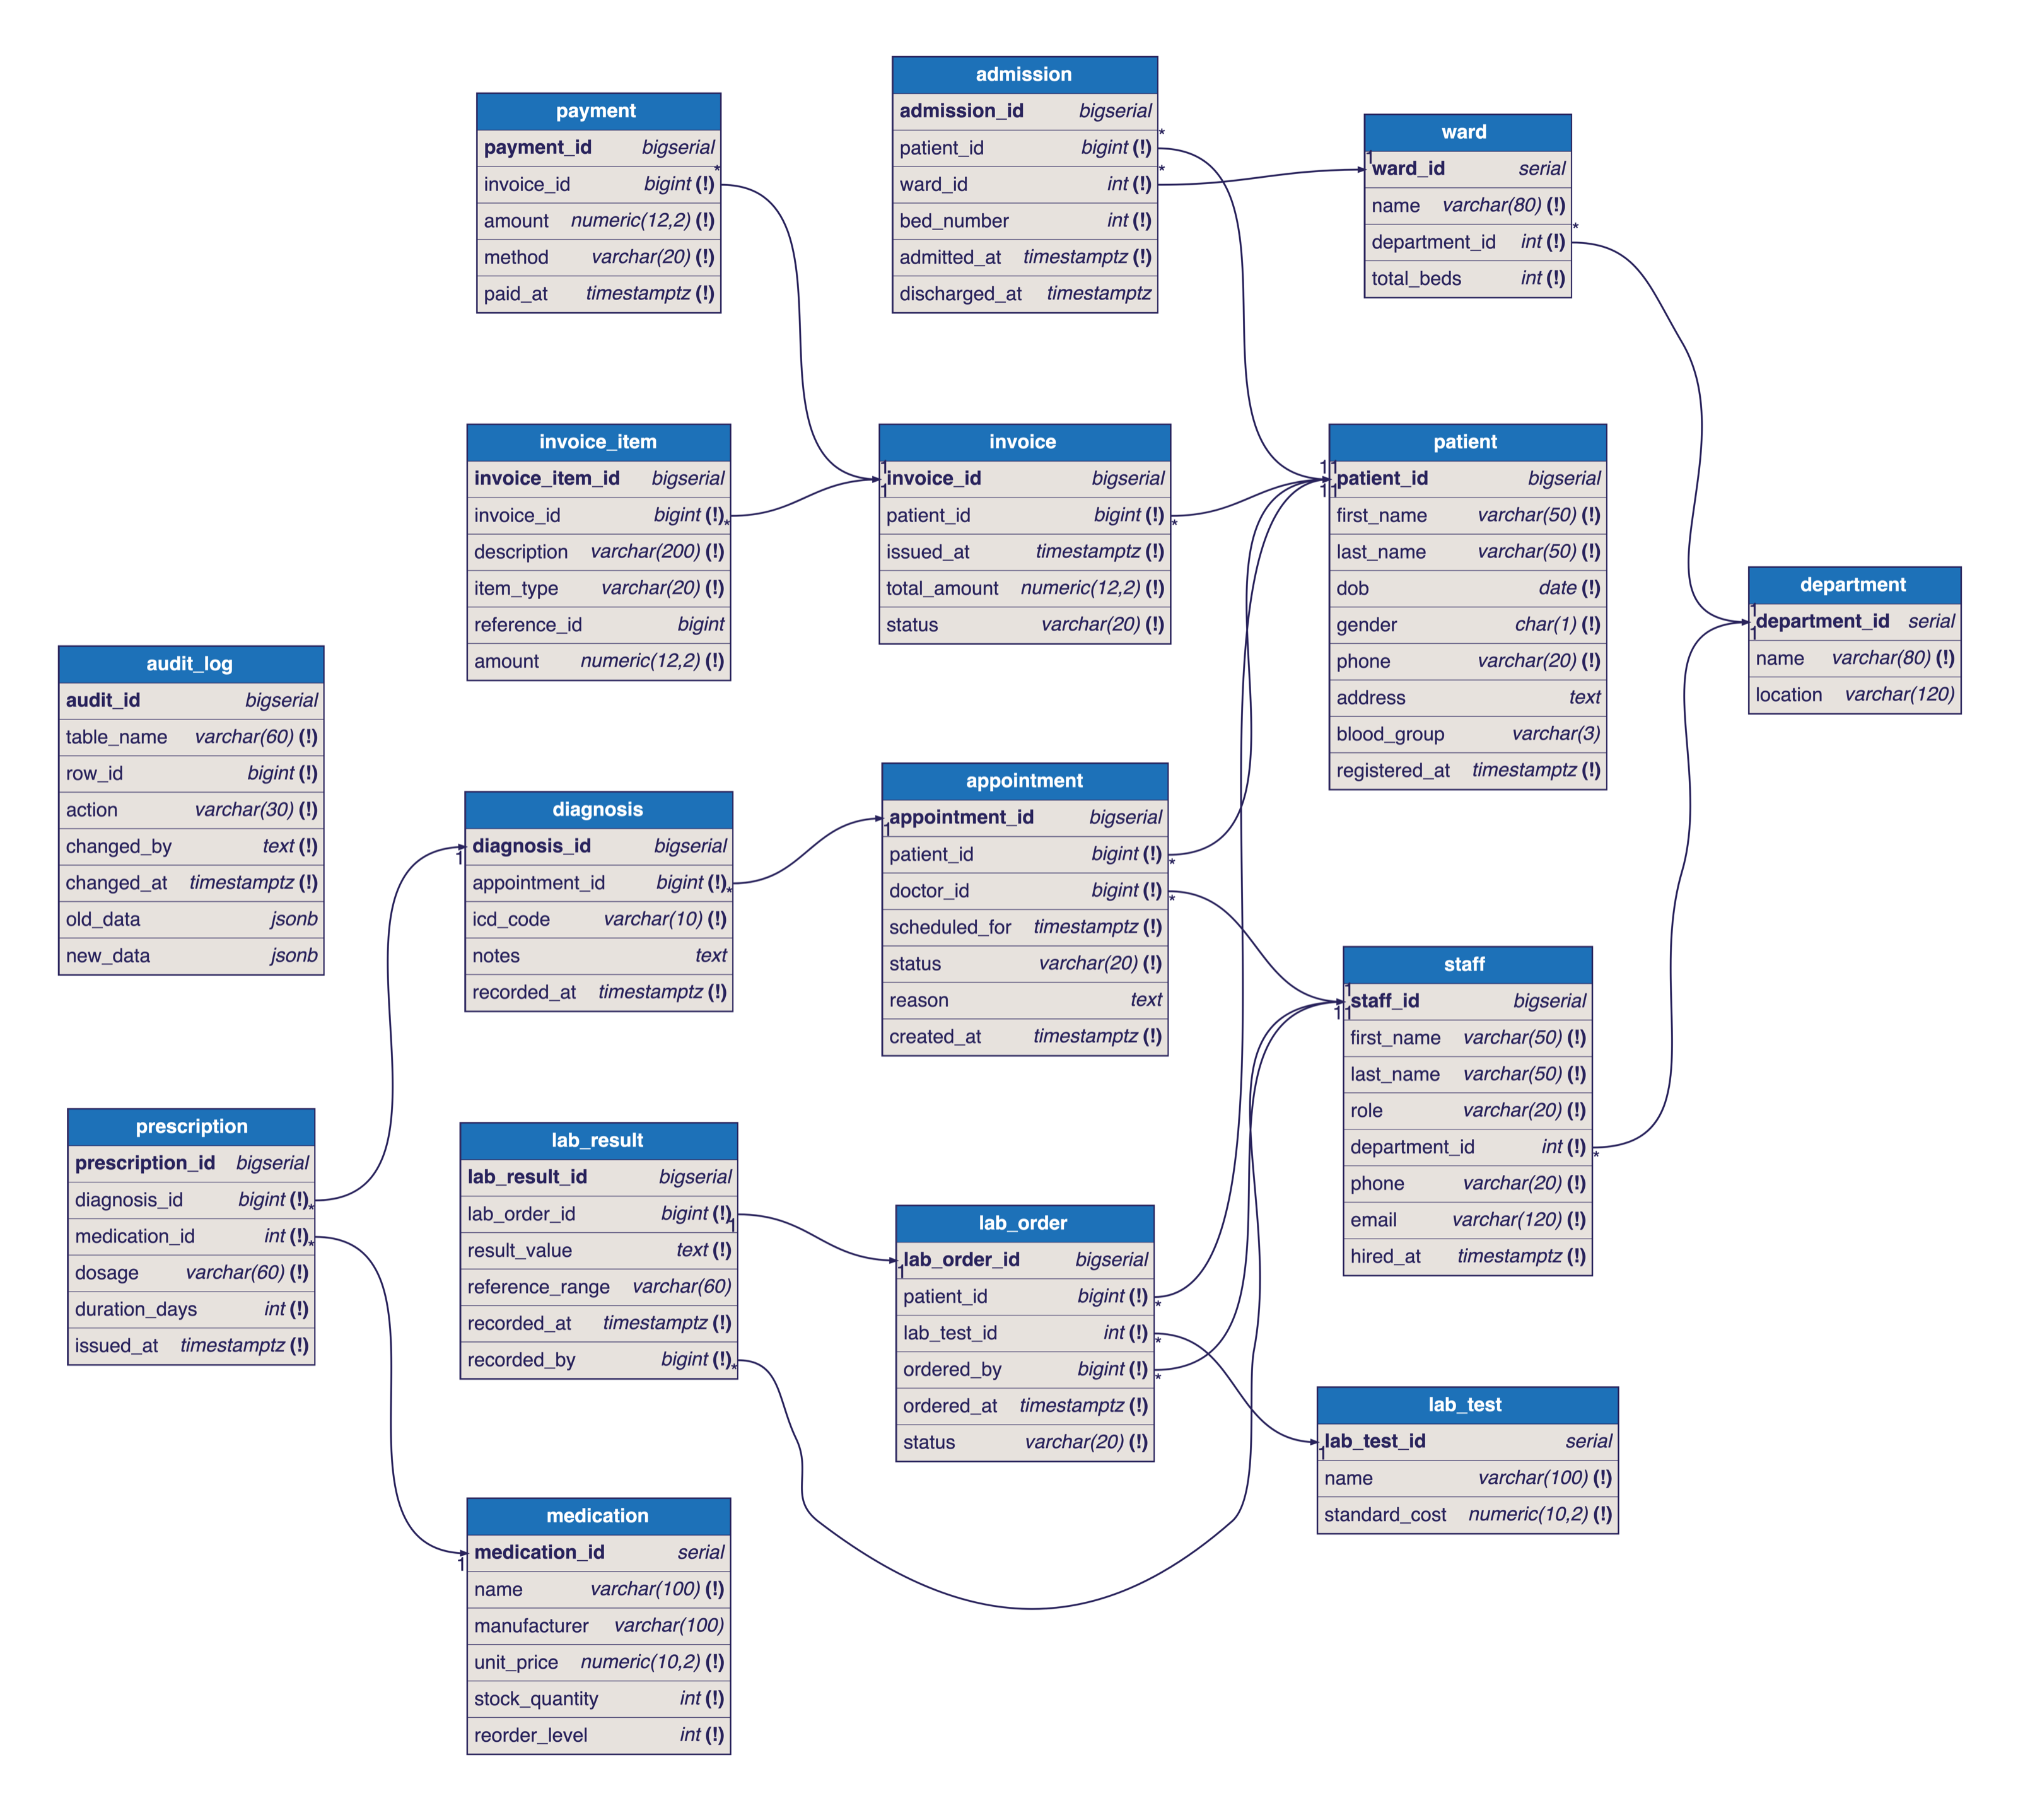 admission
admission_id bigserial
patient_id bigint (!)
ward_id int (!)
bed_number int (!)
admitted_at timestamptz (!)
discharged_at timestamptz
payment
payment_id bigserial
invoice_id bigint (!)
amount numeric(12,2) (!)
method varchar(20) (!)
paid_at timestamptz (!)
ward
ward_id serial
name varchar(80) (!)
department_id int (!)
total_beds int (!)
invoice_item
invoice_item_id bigserial
invoice_id bigint (!)
description varchar(200) (!)
item_type varchar(20) (!)
reference_id bigint
amount numeric(12,2) (!)
invoice
invoice_id bigserial
patient_id bigint (!)
issued_at timestamptz (!)
total_amount numeric(12,2) (!)
status varchar(20) (!)
patient
patient_id bigserial
first_name varchar(50) (!)
last_name varchar(50) (!)
dob date (!)
gender char(1) (!)
phone varchar(20) (!)
address text
blood_group varchar(3)
registered_at timestamptz (!)
department
department_id serial
name varchar(80) (!)
location varchar(120)
audit_log
audit_id bigserial
table_name varchar(60) (!)
row_id bigint (!)
action varchar(30) (!)
changed_by text (!)
changed_at timestamptz (!)
old_data jsonb
new_data jsonb
diagnosis
diagnosis_id bigserial
appointment_id bigint (!)
icd_code varchar(10) (!)
notes text
recorded_at timestamptz (!)
appointment
appointment_id bigserial
patient_id bigint (!)
doctor_id bigint (!)
scheduled_for timestamptz (!)
status varchar(20) (!)
reason text
created_at timestamptz (!)
staff
staff_id bigserial
first_name varchar(50) (!)
last_name varchar(50) (!)
role varchar(20) (!)
department_id int (!)
phone varchar(20) (!)
email varchar(120) (!)
hired_at timestamptz (!)
prescription
prescription_id bigserial
diagnosis_id bigint (!)
medication_id int (!)
dosage varchar(60) (!)
duration_days int (!)
issued_at timestamptz (!)
lab_result
lab_result_id bigserial
lab_order_id bigint (!)
result_value text (!)
reference_range varchar(60)
recorded_at timestamptz (!)
recorded_by bigint (!)
lab_order
lab_order_id bigserial
patient_id bigint (!)
lab_test_id int (!)
ordered_by bigint (!)
ordered_at timestamptz (!)
status varchar(20) (!)
lab_test
lab_test_id serial
name varchar(100) (!)
standard_cost numeric(10,2) (!)
medication
medication_id serial
name varchar(100) (!)
manufacturer varchar(100)
unit_price numeric(10,2) (!)
stock_quantity int (!)
reorder_level int (!)